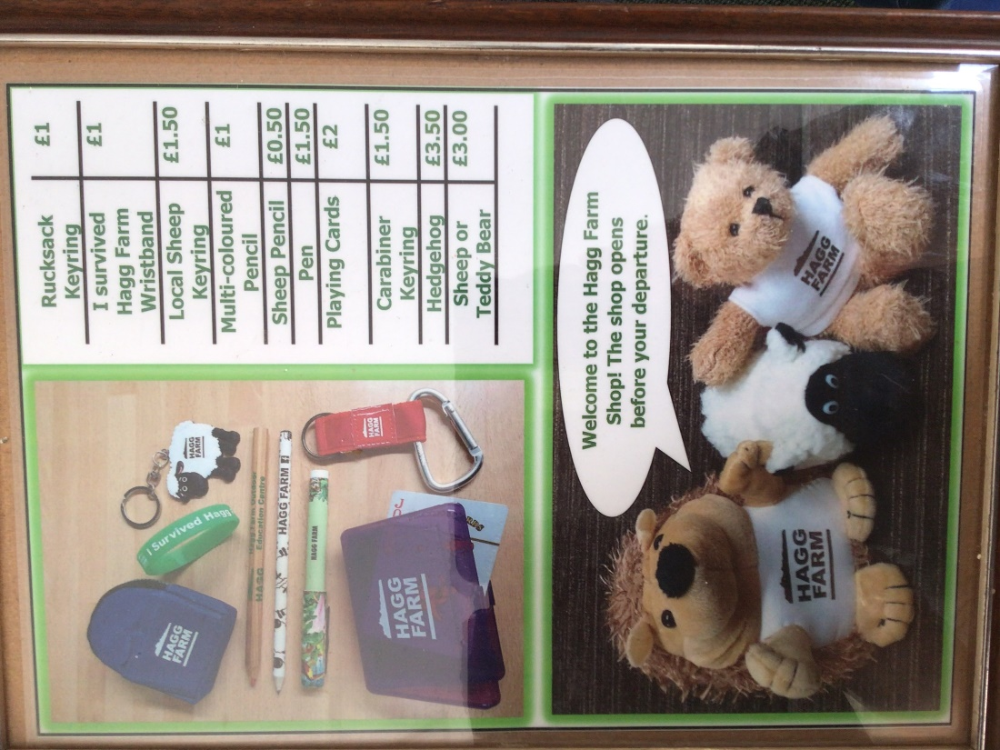 HAGG
FARM
I Survived Hagg
HAGG
FARM
HAGG
Hagg Farm Outdoor
Education Centre
HAGG FARM
HAGG FARM
HAGG
FARM
HAGG
FARM
Rucksack £1
Keyring
I survived £1
Hagg Farm
Wristband
Local Sheep £1.50
Keyring
Multi-coloured £1
Pencil
Sheep Pencil £0.50
Pen £1.50
Playing Cards £2
Carabiner £1.50
Keyring
Hedgehog £3.50
Sheep or £3.00
Teddy Bear
Welcome to the Hagg Farm
Shop! The shop opens
before your departure.
HAGG
FARM
HAGG
FARM